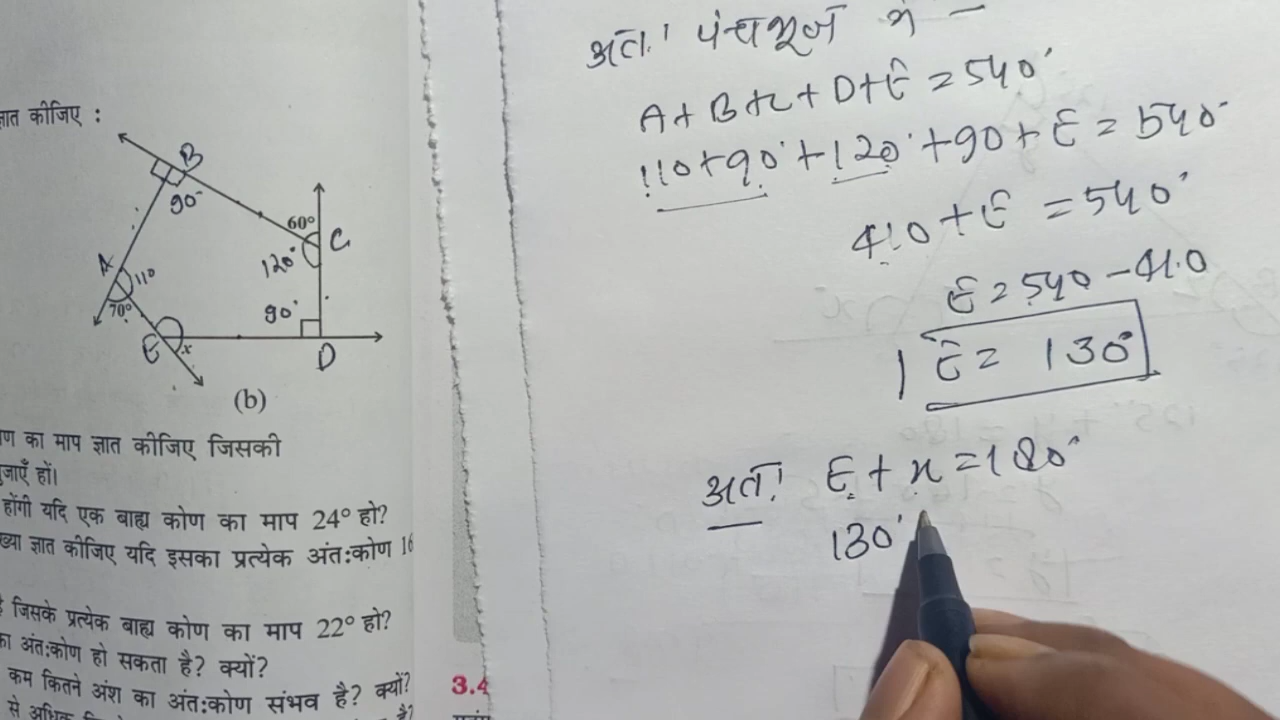 ज्ञात कीजिए :
B
90°
60°
C
120°
A
110
70°
90°
E
x
D
(b)
का माप ज्ञात कीजिए जिसकी
हों।
होंगी यदि एक बाह्य कोण का माप 24° हो?
ज्ञात कीजिए यदि इसका प्रत्येक अंतःकोण 16
जिसके प्रत्येक बाह्य कोण का माप 22° हो?
का अंतःकोण हो सकता है? क्यों?
कम कितने अंश का अंतःकोण संभव है? क्यों?
से अधिक
3.4
अतः पंचभूज में –
A + B + C + D + E = 540°
110 + 90° + 120° + 90 + E = 540°
410 + E = 540°
E = 540 – 410
E = 130°
अतः E + x = 180°
130°